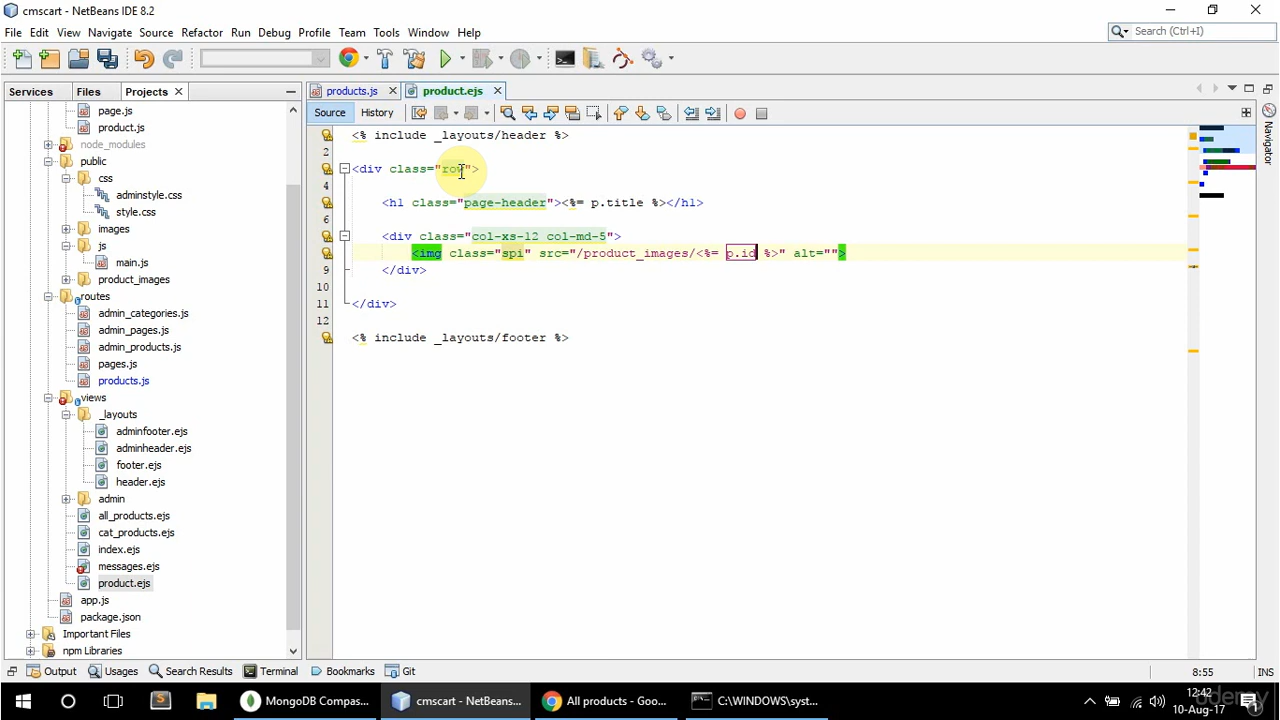 cmscart - NetBeans IDE 8.2
File Edit View Navigate Source Refactor Run Debug Profile Team Tools Window Help
Search (Ctrl+I)
Services Files Projects
products.js product.ejs
Source History
page.js
product.js
node_modules
public
css
adminstyle.css
style.css
images
js
main.js
product_images
routes
admin_categories.js
admin_pages.js
admin_products.js
pages.js
products.js
views
_layouts
adminfooter.ejs
adminheader.ejs
footer.ejs
header.ejs
admin
all_products.ejs
cat_products.ejs
index.ejs
messages.ejs
product.ejs
app.js
package.json
Important Files
npm Libraries
<% include _layouts/header %>
2
<div class="row">
4
<h1 class="page-header"><%= p.title %></h1>
6
<div class="col-xs-12 col-md-5">
<img class="spi" src="/product_images/<%= p.id %>" alt="">
9 </div>
10
11 </div>
12
<% include _layouts/footer %>
Navigator
Output Usages Search Results Terminal Bookmarks Git
8:55 INS
MongoDB Compas... cmscart - NetBeans... All products - Goo... C:\WINDOWS\syst...
12:42
10-Aug-17
udemy